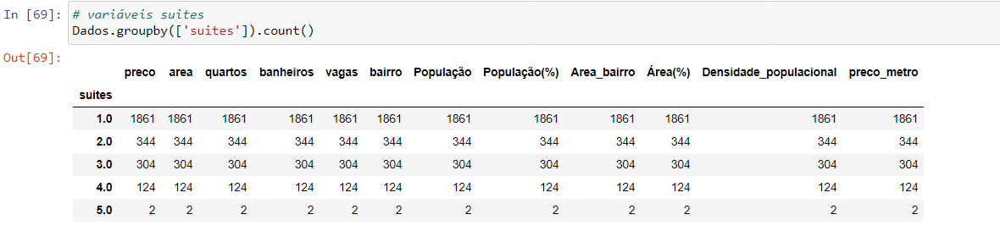 In [69]: # variáveis suites
Dados.groupby(['suites']).count()
Out[69]:
preco area quartos banheiros vagas bairro População População(%) Area_bairro Área(%) Densidade_populacional preco_metro
suites
1.0 1861 1861 1861 1861 1861 1861 1861 1861 1861 1861 1861 1861
2.0 344 344 344 344 344 344 344 344 344 344 344 344
3.0 304 304 304 304 304 304 304 304 304 304 304 304
4.0 124 124 124 124 124 124 124 124 124 124 124 124
5.0 2 2 2 2 2 2 2 2 2 2 2 2